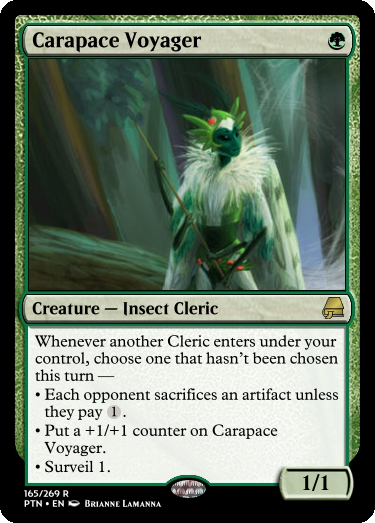 Carapace Voyager
Creature — Insect Cleric
Whenever another Cleric enters under your
control, choose one that hasn't been chosen
this turn —
• Each opponent sacrifices an artifact unless
they pay 1.
• Put a +1/+1 counter on Carapace
Voyager.
• Surveil 1.
1/1
165/269 R
PTN • EN Brianne Lamanna